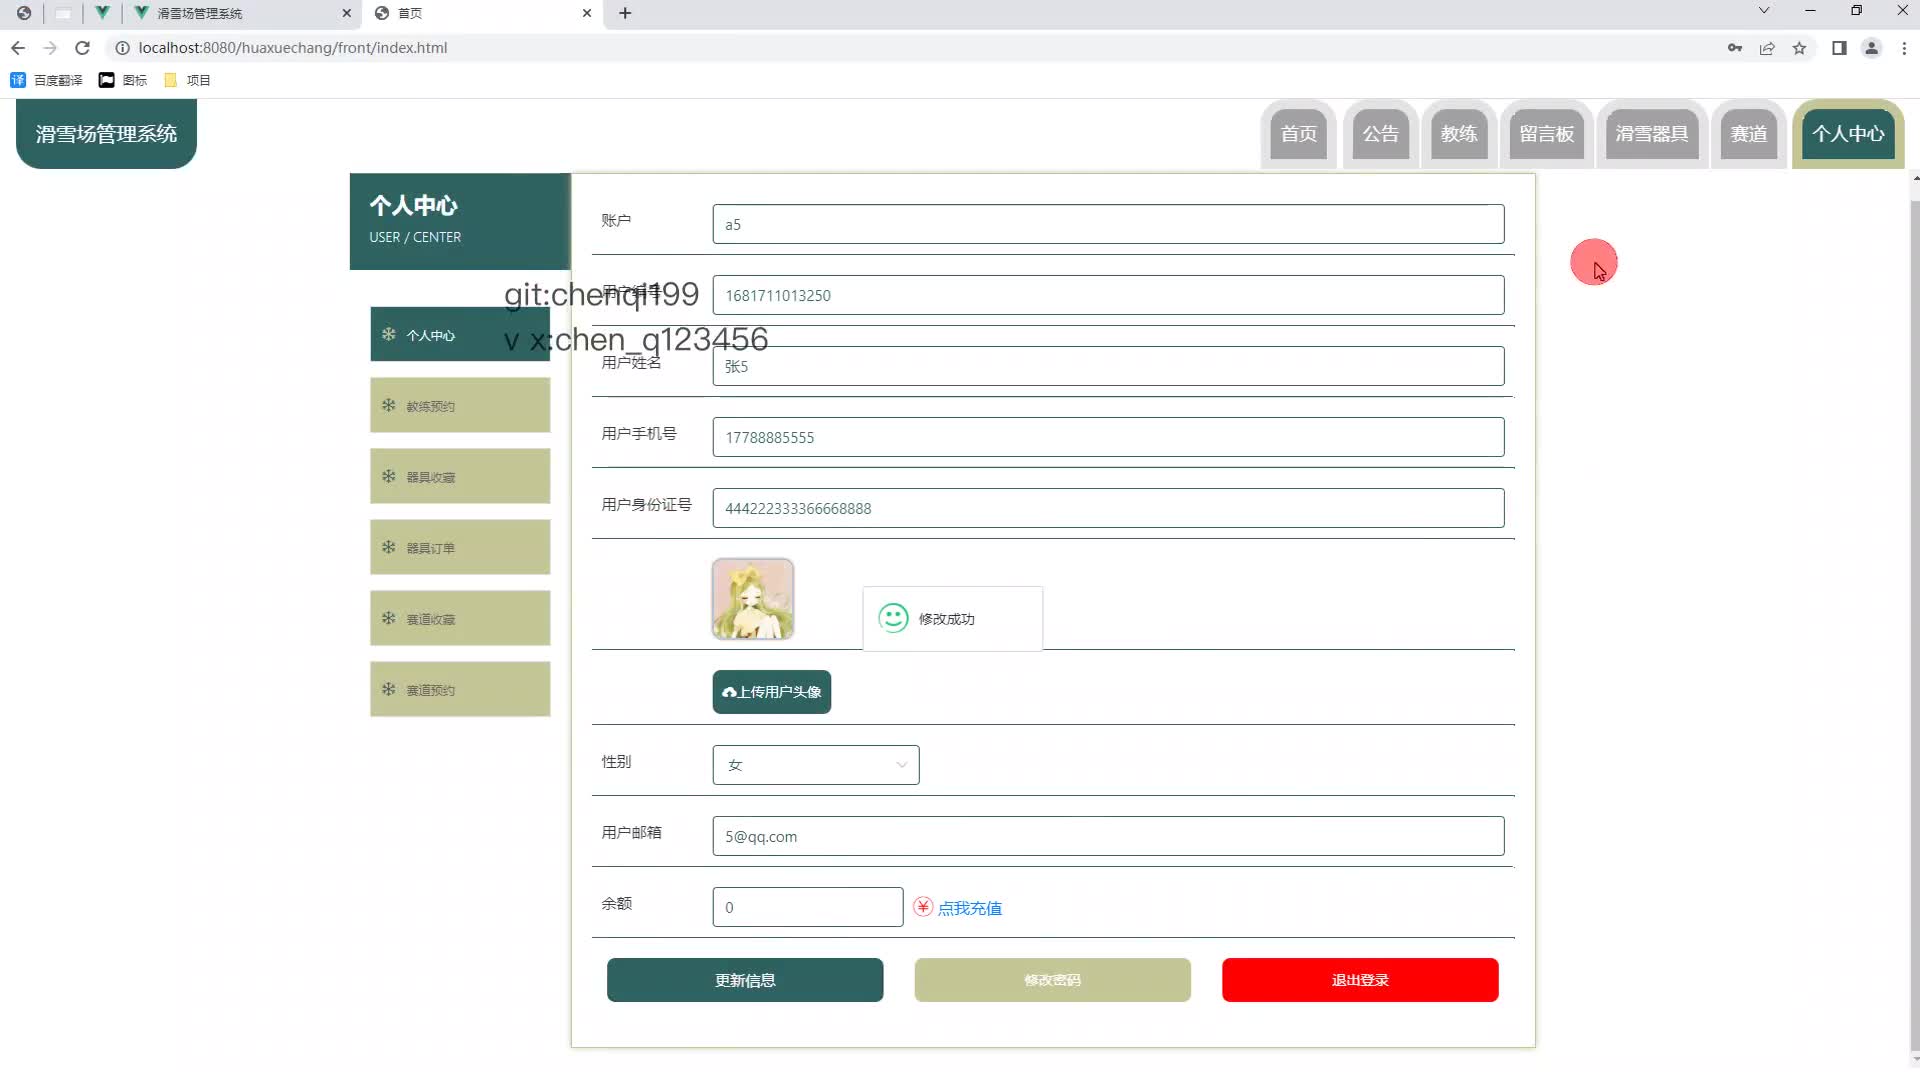 滑雪场管理系统
首页
localhost:8080/huaxuechang/front/index.html
百度翻译
图标
项目
滑雪场管理系统
首页
公告
教练
留言板
滑雪器具
赛道
个人中心
个人中心
USER / CENTER
个人中心
教练预约
器具收藏
器具订单
赛道收藏
赛道预约
账户
a5
用户编号
1681711013250
git:chenqi199
v x:chen_q123456
用户姓名
张5
用户手机号
17788885555
用户身份证号
444222333366668888
修改成功
上传用户头像
性别
女
用户邮箱
5@qq.com
余额
0
点我充值
更新信息
修改密码
退出登录